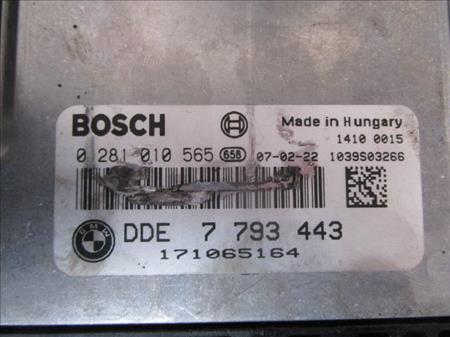 BOSCH Made in Hungary
1410 0015
0 281 010 565 658 07-02-22 1039S03266
BMW DDE 7 793 443
171065164